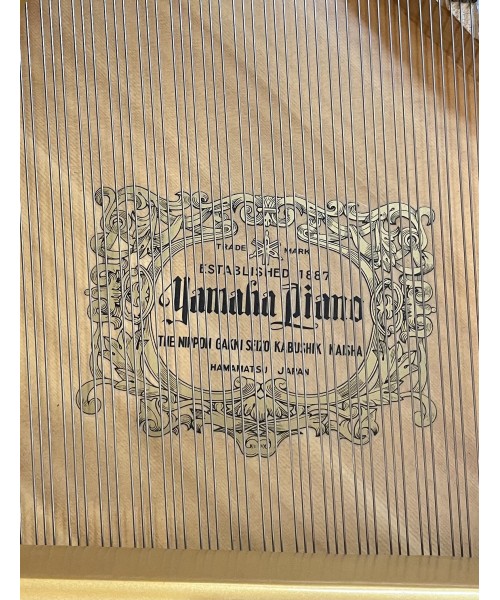 TRADE MARK
ESTABLISHED 1887
Yamaha Piano
THE NIPPON GAKKI SEIZO KABUSHIKI KAISHA
HAMAMATSU JAPAN